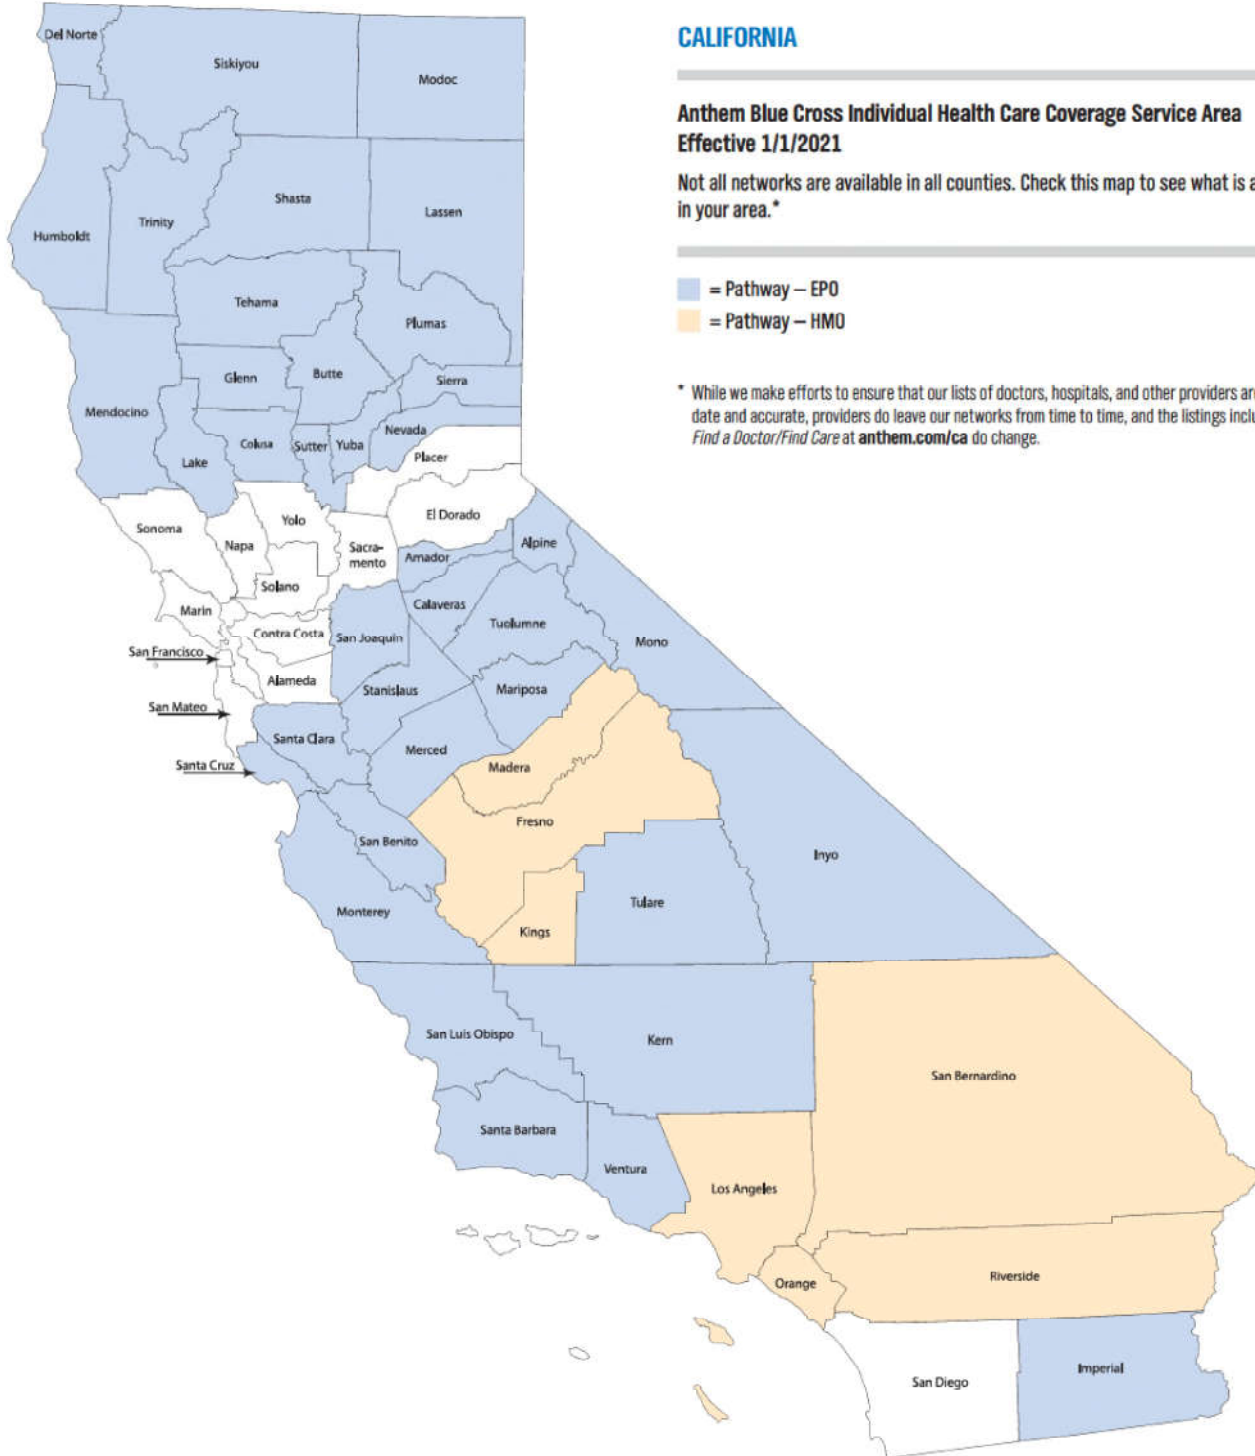 CALIFORNIA
Anthem Blue Cross Individual Health Care Coverage Service Area
Effective 1/1/2021
Not all networks are available in all counties. Check this map to see what is a
in your area.*
= Pathway – EPO
= Pathway – HMO
* While we make efforts to ensure that our lists of doctors, hospitals, and other providers are
date and accurate, providers do leave our networks from time to time, and the listings inclu
Find a Doctor/Find Care at anthem.com/ca do change.
Del Norte
Siskiyou
Modoc
Humboldt
Trinity
Shasta
Lassen
Tehama
Plumas
Mendocino
Glenn
Butte
Sierra
Lake
Colusa
Sutter
Yuba
Nevada
Placer
Sonoma
Napa
Yolo
El Dorado
Sacra-
mento
Amador
Alpine
Solano
Marin
Calaveras
Contra Costa
San Joaquin
Tuolumne
Mono
San Francisco
Alameda
Stanislaus
Mariposa
San Mateo
Santa Clara
Merced
Santa Cruz
Madera
Fresno
San Benito
Inyo
Monterey
Kings
Tulare
San Luis Obispo
Kern
San Bernardino
Santa Barbara
Ventura
Los Angeles
Orange
Riverside
San Diego
Imperial